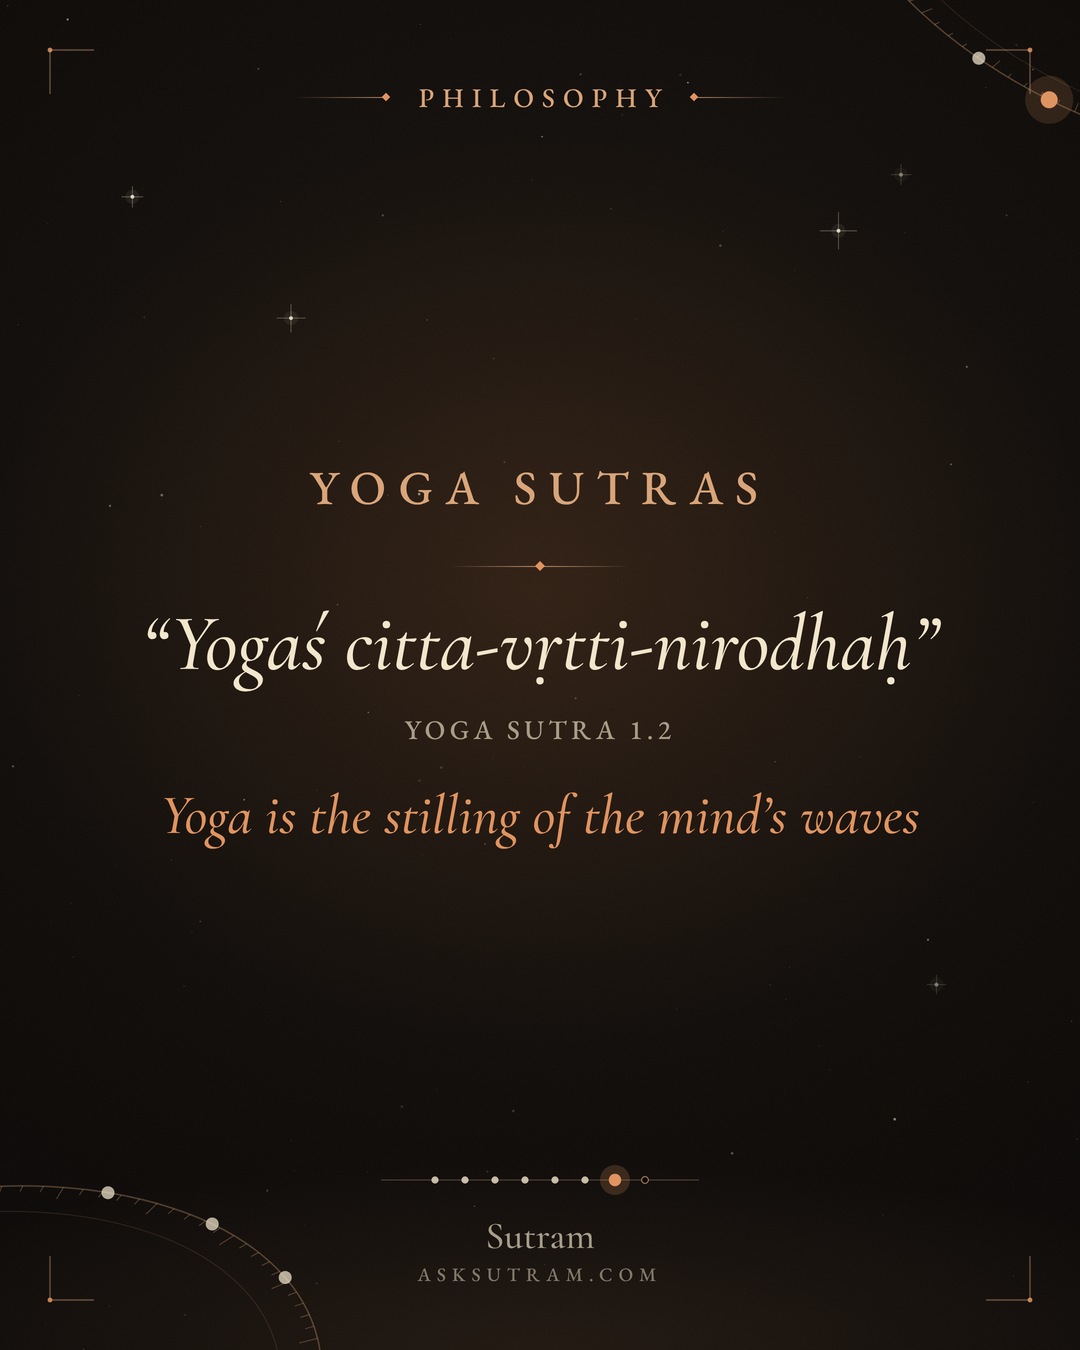 PHILOSOPHY
YOGA SUTRAS
“Yogaś citta-vṛtti-nirodhaḥ”
YOGA SUTRA 1.2
Yoga is the stilling of the mind’s waves
Sutram
ASKSUTRAM.COM